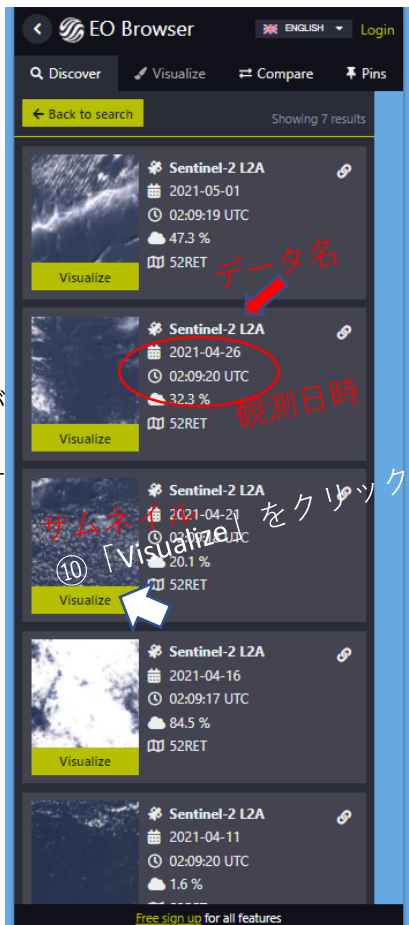 EO Browser ENGLISH Login
Discover Visualize Compare Pins
Back to search Showing 7 results
Sentinel-2 L2A
2021-05-01
02:09:19 UTC
47.3 %
52RET
Visualize
データ名
Sentinel-2 L2A
2021-04-26
02:09:20 UTC
32.3 %
52RET
Visualize
観測日時
Sentinel-2 L2A
2021-04-21
UTC
20.1 %
52RET
Visualize
サムネイル
⑩「Visualize」をクリック
Sentinel-2 L2A
2021-04-16
02:09:17 UTC
84.5 %
52RET
Visualize
Sentinel-2 L2A
2021-04-11
02:09:20 UTC
1.6 %
Free sign up for all features